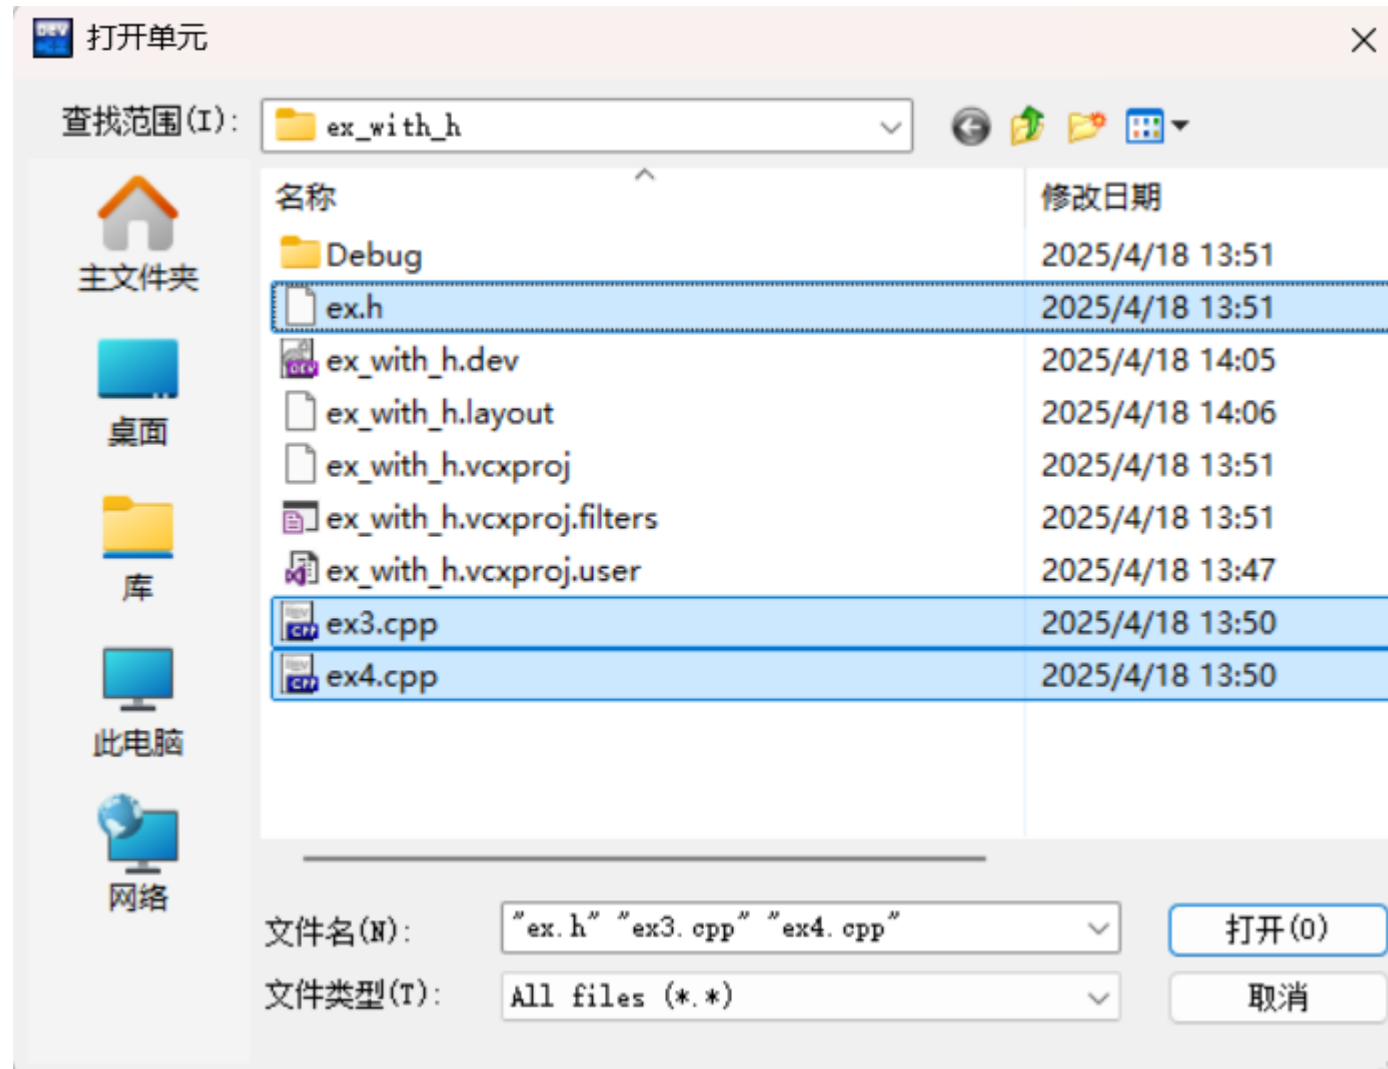 打开单元
查找范围(I): ex_with_h
名称 修改日期
Debug 2025/4/18 13:51
ex.h 2025/4/18 13:51
ex_with_h.dev 2025/4/18 14:05
ex_with_h.layout 2025/4/18 14:06
ex_with_h.vcxproj 2025/4/18 13:51
ex_with_h.vcxproj.filters 2025/4/18 13:51
ex_with_h.vcxproj.user 2025/4/18 13:47
ex3.cpp 2025/4/18 13:50
ex4.cpp 2025/4/18 13:50
主文件夹
桌面
库
此电脑
网络
文件名(N): "ex.h" "ex3.cpp" "ex4.cpp" 打开(O)
文件类型(T): All files (*.*) 取消